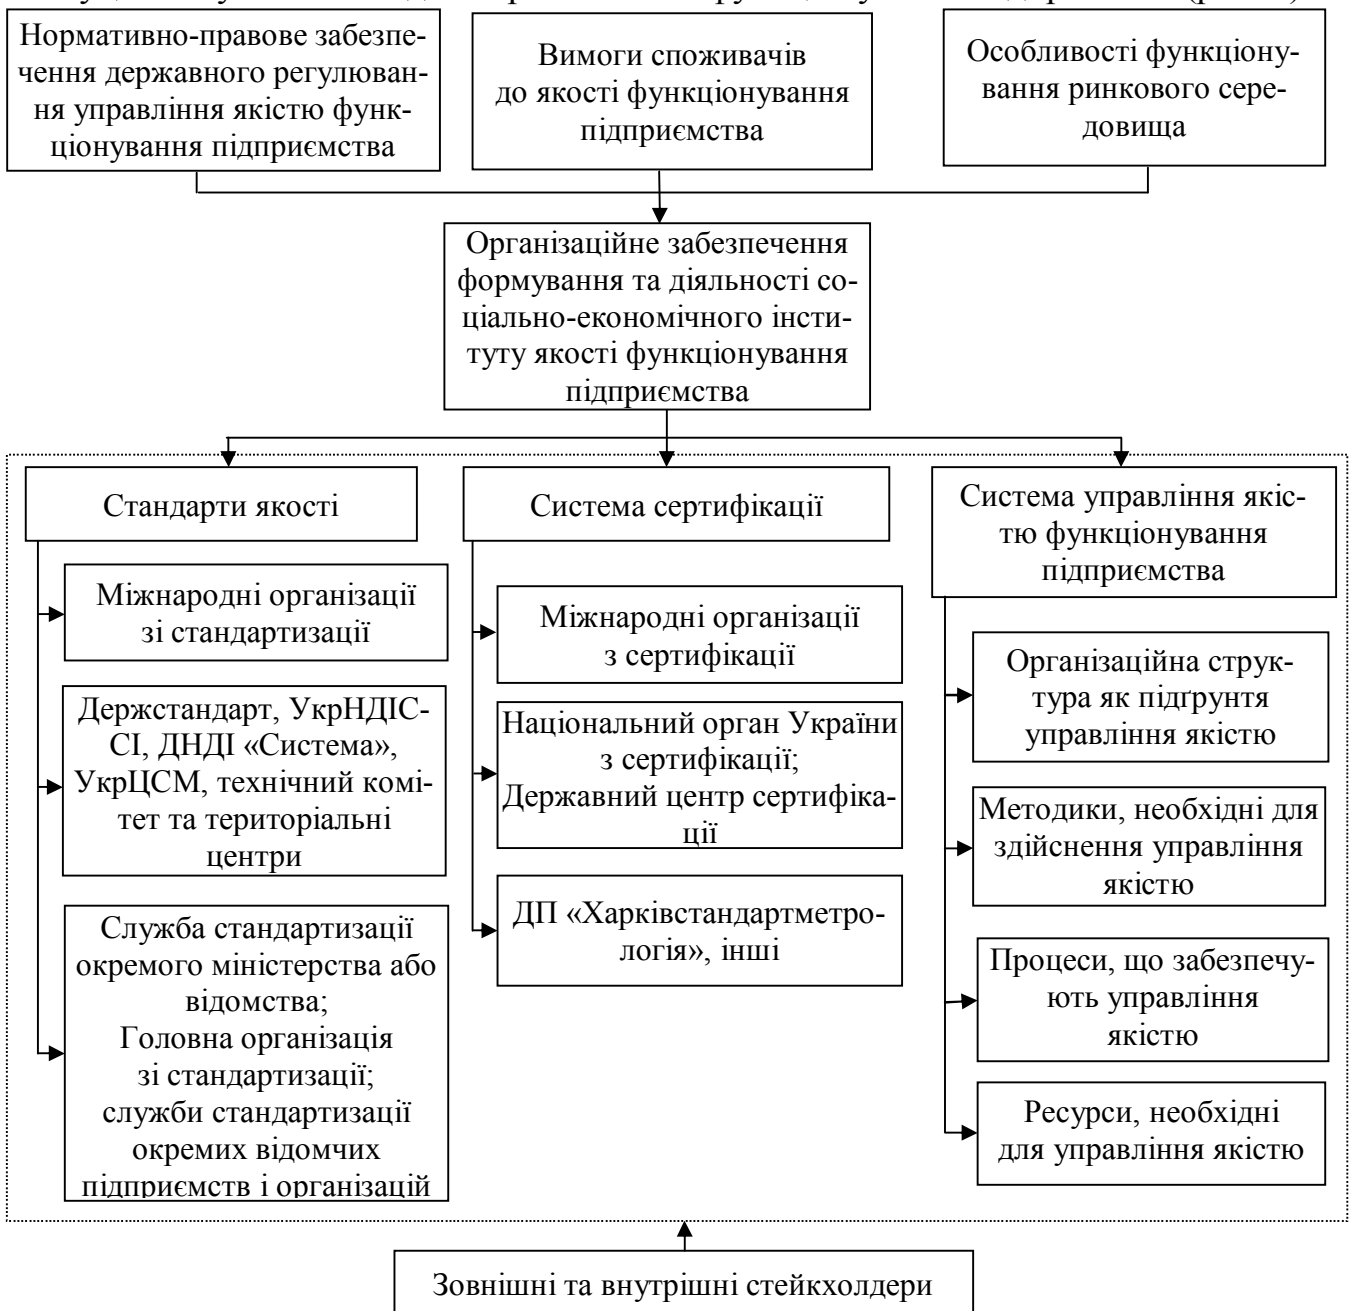 Нормативно-правове забезпе-
чення державного регулюван-
ня управління якістю функ-
ціонування підприємства
Вимоги споживачів
до якості функціонування
підприємства
Особливості функціону-
вання ринкового сере-
довища
Організаційне забезпечення
формування та діяльності со-
ціально-економічного інсти-
туту якості функціонування
підприємства
Стандарти якості
Міжнародні організації
зі стандартизації
Держстандарт, УкрНДІС-
СІ, ДНДІ «Система»,
УкрЦСМ, технічний комі-
тет та територіальні
центри
Служба стандартизації
окремого міністерства або
відомства;
Головна організація
зі стандартизації;
служби стандартизації
окремих відомчих
підприємств і організацій
Система сертифікації
Міжнародні організації
з сертифікації
Національний орган України
з сертифікації;
Державний центр сертифіка-
ції
ДП «Харківстандартметро-
логія», інші
Система управління якіс-
тю функціонування
підприємства
Організаційна струк-
тура як підґрунтя
управління якістю
Методики, необхідні для
здійснення управління
якістю
Процеси, що забезпечу-
ють управління
якістю
Ресурси, необхідні
для управління якістю
Зовнішні та внутрішні стейкхолдери